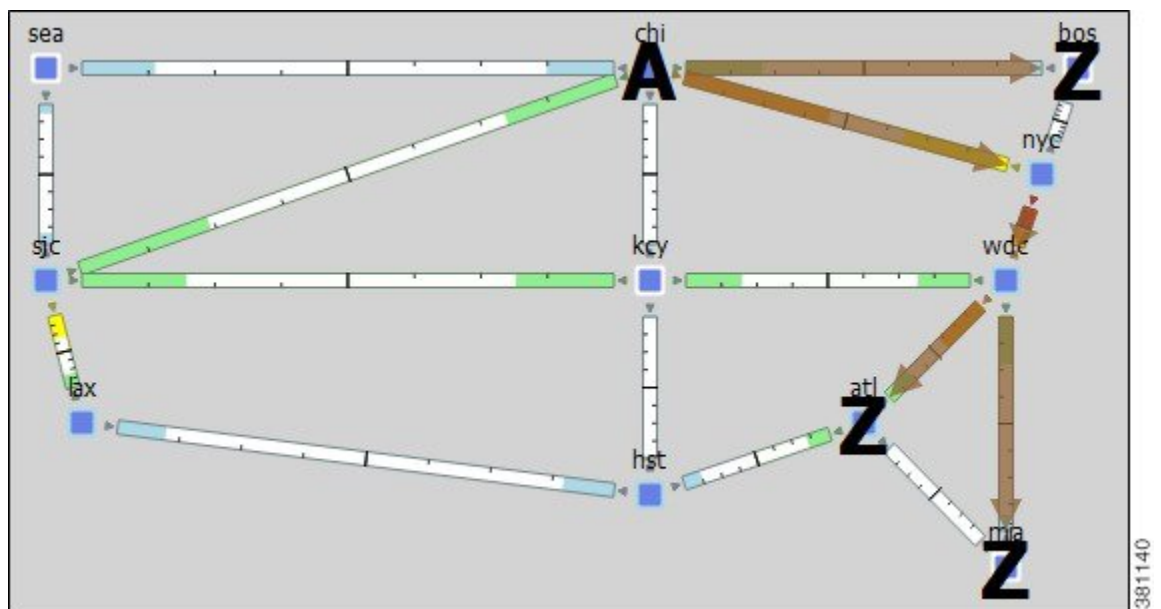 sea
chi
bos
A
Z
nyc
sjc
kcy
wdc
lax
atl
Z
hst
mia
Z
381140